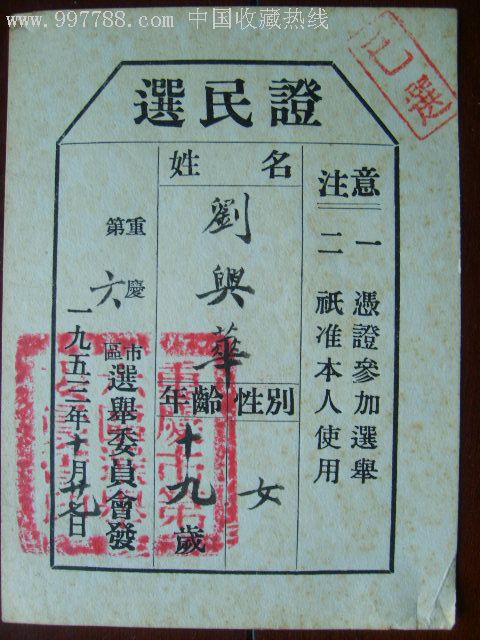 www.997788.com 中国收藏热线
已選
選民證
注意
一 憑證參加選舉
二 祇准本人使用
姓名
劉興華
性別
女
年齡
十九歲
重慶市
第六區
選舉委員會發
一九五三年十月廿九日